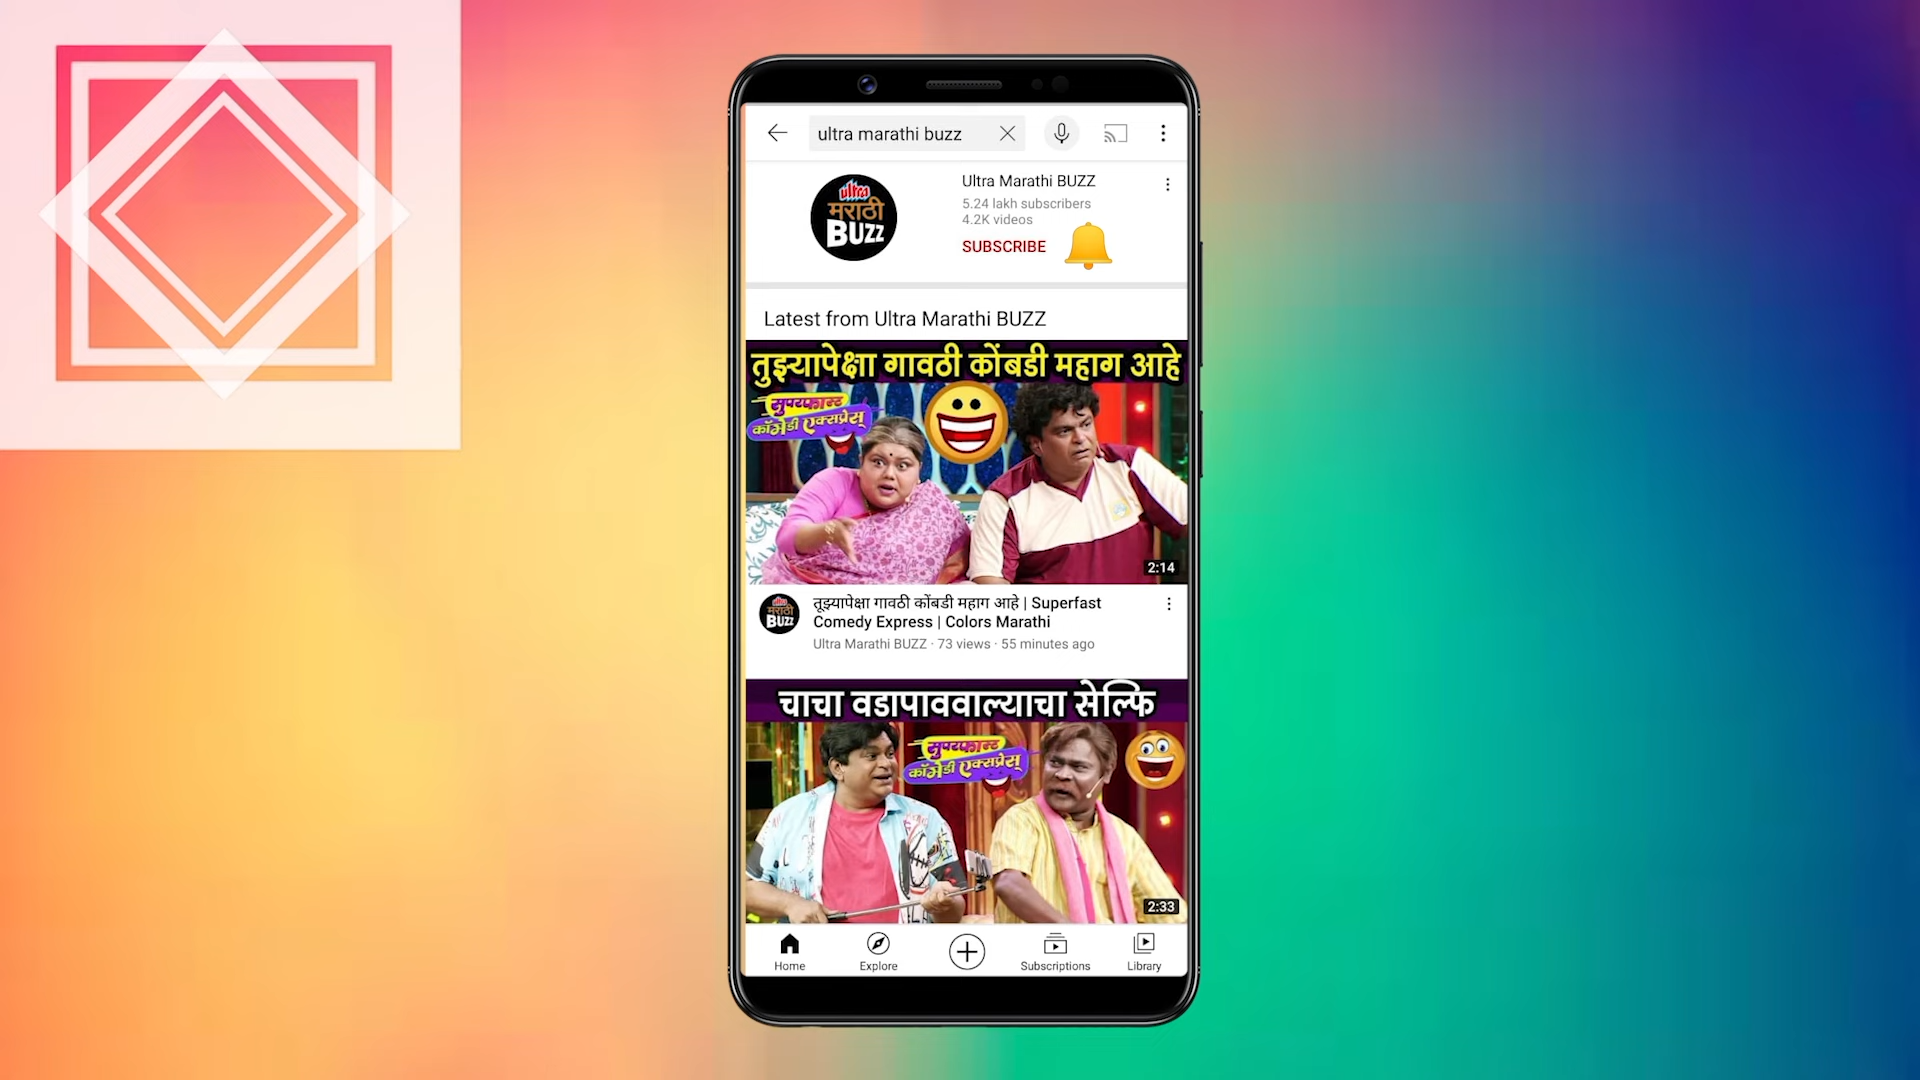 ultra marathi buzz
ultra
मराठी
BUZZ
Ultra Marathi BUZZ
5.24 lakh subscribers
4.2K videos
SUBSCRIBE
Latest from Ultra Marathi BUZZ
तुझ्यापेक्षा गावठी कोंबडी महाग आहे
सुपरफास्ट
कॉमेडी एक्सप्रेस्
2:14
ultra
मराठी
BUZZ
तूझ्यापेक्षा गावठी कोंबडी महाग आहे | Superfast
Comedy Express | Colors Marathi
Ultra Marathi BUZZ · 73 views · 55 minutes ago
चाचा वडापाववाल्याचा सेल्फि
सुपरफास्ट
कॉमेडी एक्सप्रेस्
2:33
Home
Explore
Subscriptions
Library